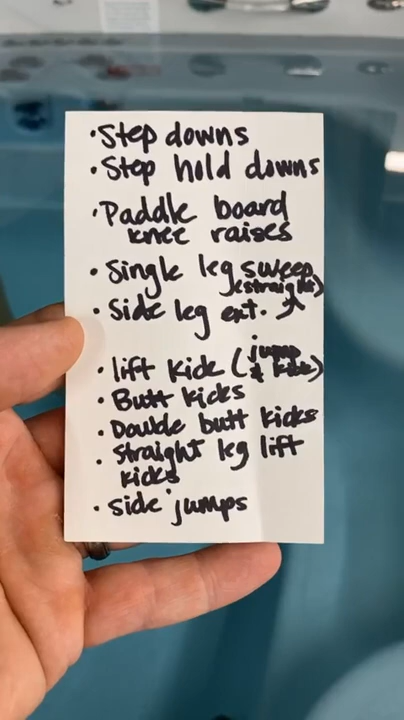 • Step downs
• Step hold downs
• Paddle board
knee raises
• Single leg sweep
(straight)
• Side leg ext.
• lift kick (jump
& kick)
• Butt kicks
• Double butt kicks
• Straight leg lift
kicks
• Side jumps